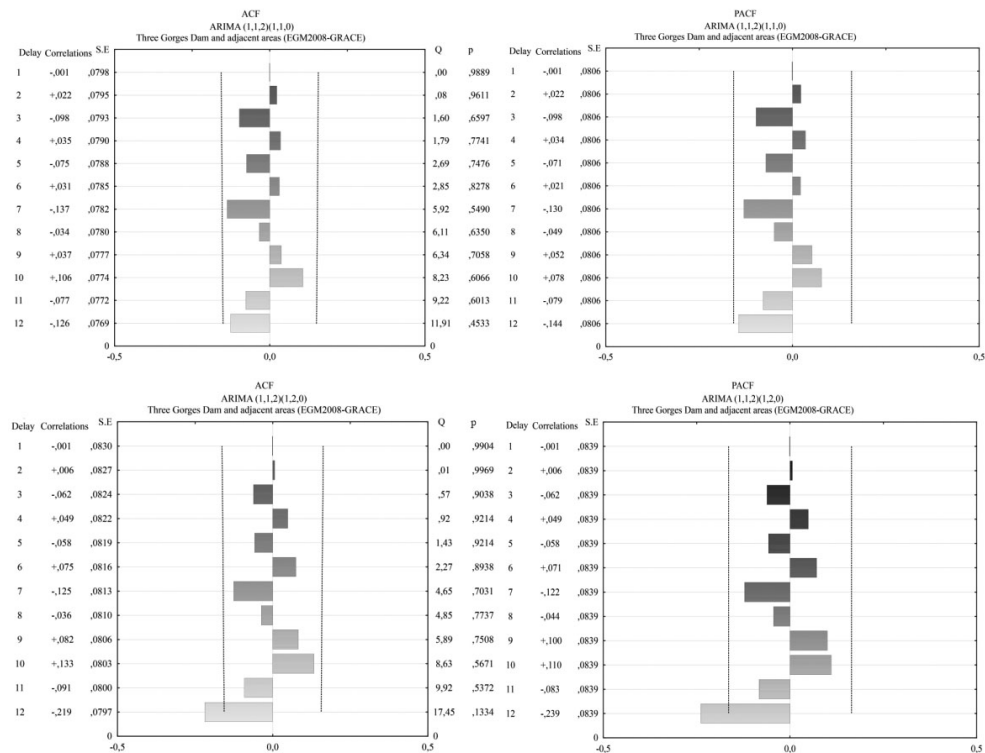 ACF
ARIMA (1,1,2)(1,1,0)
Three Gorges Dam and adjacent areas (EGM2008-GRACE)
Delay Correlations S.E Q p
1 -,001 ,0798 ,00 ,9889
2 +,022 ,0795 ,08 ,9611
3 -,098 ,0793 1,60 ,6597
4 +,035 ,0790 1,79 ,7741
5 -,075 ,0788 2,69 ,7476
6 +,031 ,0785 2,85 ,8278
7 -,137 ,0782 5,92 ,5490
8 -,034 ,0780 6,11 ,6350
9 +,037 ,0777 6,34 ,7058
10 +,106 ,0774 8,23 ,6066
11 -,077 ,0772 9,22 ,6013
12 -,126 ,0769 11,91 ,4533
0 0
-0,5 0,0 0,5
PACF
ARIMA (1,1,2)(1,1,0)
Three Gorges Dam and adjacent areas (EGM2008-GRACE)
Delay Correlations S.E
1 -,001 ,0806
2 +,022 ,0806
3 -,098 ,0806
4 +,034 ,0806
5 -,071 ,0806
6 +,021 ,0806
7 -,130 ,0806
8 -,049 ,0806
9 +,052 ,0806
10 +,078 ,0806
11 -,079 ,0806
12 -,144 ,0806
0
-0,5 0,0 0,5
ACF
ARIMA (1,1,2)(1,2,0)
Three Gorges Dam and adjacent areas (EGM2008-GRACE)
Delay Correlations S.E Q p
1 -,001 ,0830 ,00 ,9904
2 +,006 ,0827 ,01 ,9969
3 -,062 ,0824 ,57 ,9038
4 +,049 ,0822 ,92 ,9214
5 -,058 ,0819 1,43 ,9214
6 +,075 ,0816 2,27 ,8938
7 -,125 ,0813 4,65 ,7031
8 -,036 ,0810 4,85 ,7737
9 +,082 ,0806 5,89 ,7508
10 +,133 ,0803 8,63 ,5671
11 -,091 ,0800 9,92 ,5372
12 -,219 ,0797 17,45 ,1334
0 0
-0,5 0,0 0,5
PACF
ARIMA (1,1,2)(1,2,0)
Three Gorges Dam and adjacent areas (EGM2008-GRACE)
Delay Correlations S.E
1 -,001 ,0839
2 +,006 ,0839
3 -,062 ,0839
4 +,049 ,0839
5 -,058 ,0839
6 +,071 ,0839
7 -,122 ,0839
8 -,044 ,0839
9 +,100 ,0839
10 +,110 ,0839
11 -,083 ,0839
12 -,239 ,0839
0
-0,5 0,0 0,5